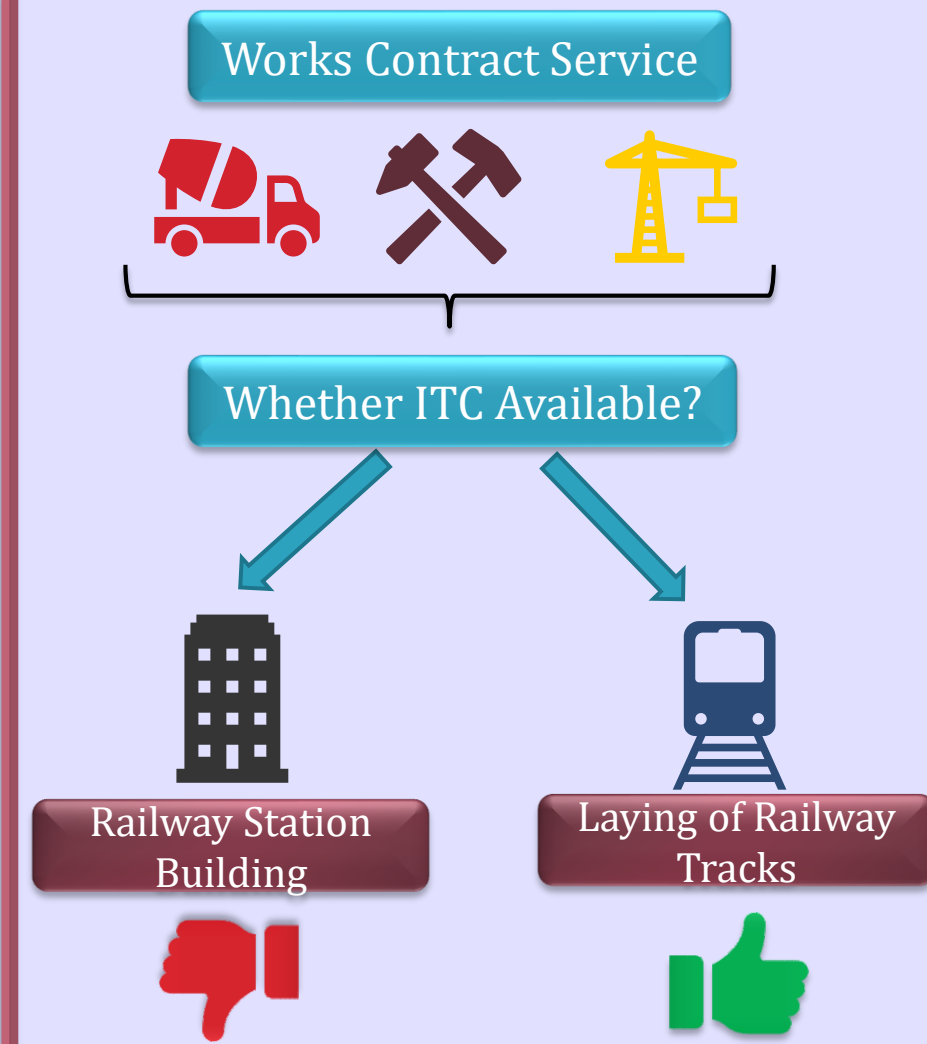 Works Contract Service
Whether ITC Available?
Railway Station
Building
Laying of Railway
Tracks